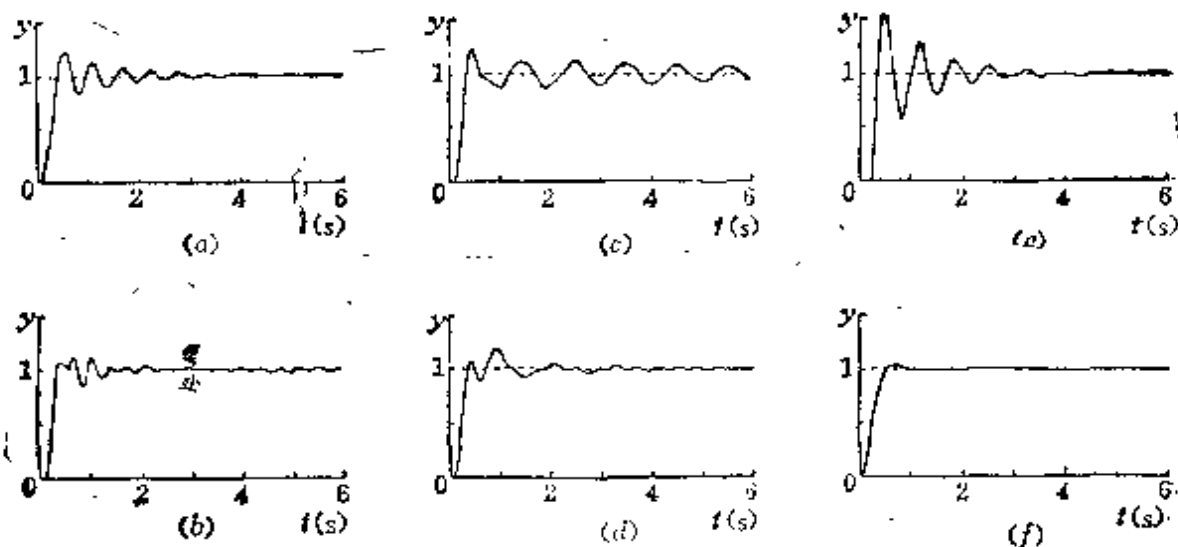 y y y
1 1 1
0 2 4 6 0 2 4 6 0 2 4 6
t(s) t(s) t(s)
(a) (c) (e)
y y y
1 1 1
0 2 4 6 0 2 4 6 0 2 4 6
(b) t(s) (d) t(s) (f) t(s)